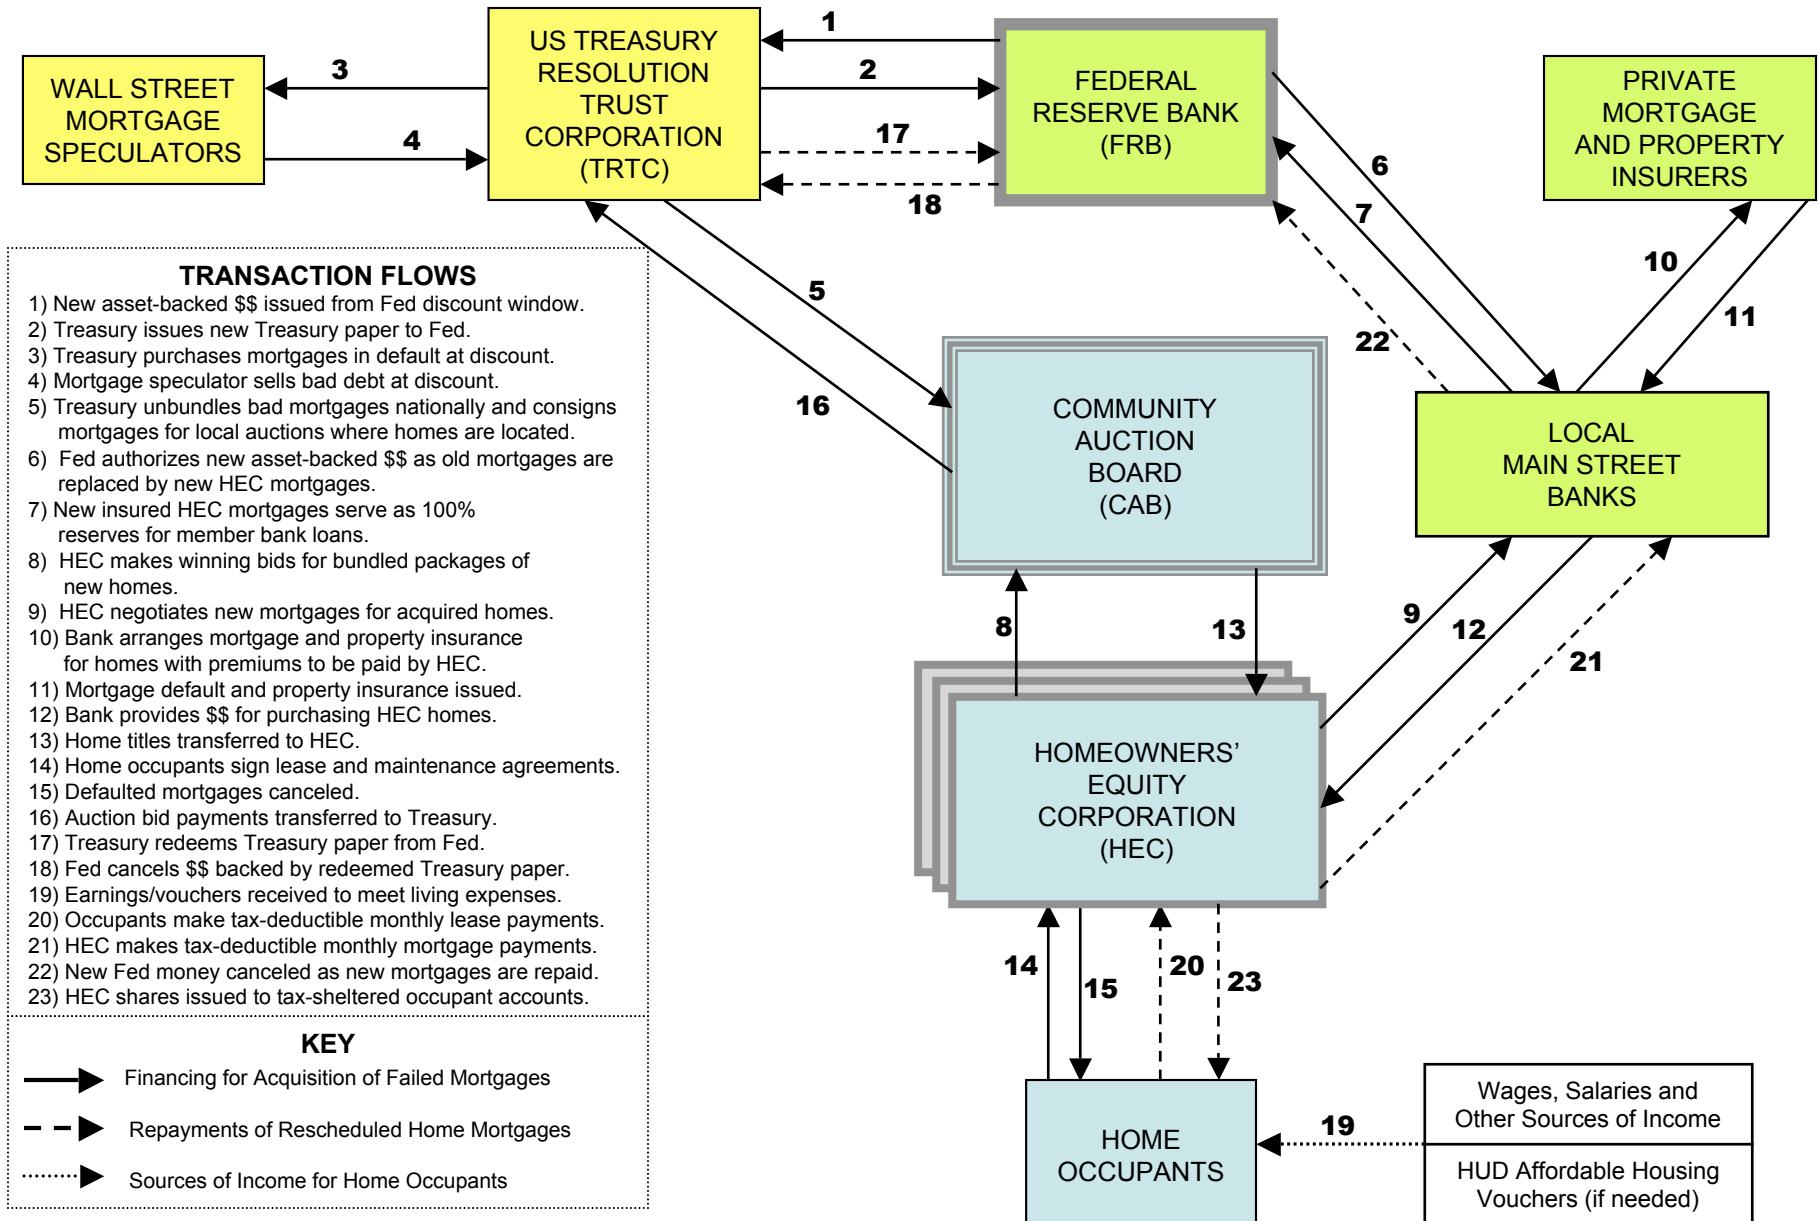 1
US TREASURY
RESOLUTION
TRUST
CORPORATION
(TRTC)
2
3
WALL STREET
MORTGAGE
SPECULATORS
4
FEDERAL
RESERVE BANK
(FRB)
PRIVATE
MORTGAGE
AND PROPERTY
INSURERS
17
18
6
7
10
11
22
5
16
TRANSACTION FLOWS
1) New asset-backed $$ issued from Fed discount window.
2) Treasury issues new Treasury paper to Fed.
3) Treasury purchases mortgages in default at discount.
4) Mortgage speculator sells bad debt at discount.
5) Treasury unbundles bad mortgages nationally and consigns
mortgages for local auctions where homes are located.
6) Fed authorizes new asset-backed $$ as old mortgages are
replaced by new HEC mortgages.
7) New insured HEC mortgages serve as 100%
reserves for member bank loans.
8) HEC makes winning bids for bundled packages of
new homes.
9) HEC negotiates new mortgages for acquired homes.
10) Bank arranges mortgage and property insurance
for homes with premiums to be paid by HEC.
11) Mortgage default and property insurance issued.
12) Bank provides $$ for purchasing HEC homes.
13) Home titles transferred to HEC.
14) Home occupants sign lease and maintenance agreements.
15) Defaulted mortgages canceled.
16) Auction bid payments transferred to Treasury.
17) Treasury redeems Treasury paper from Fed.
18) Fed cancels $$ backed by redeemed Treasury paper.
19) Earnings/vouchers received to meet living expenses.
20) Occupants make tax-deductible monthly lease payments.
21) HEC makes tax-deductible monthly mortgage payments.
22) New Fed money canceled as new mortgages are repaid.
23) HEC shares issued to tax-sheltered occupant accounts.
KEY
Financing for Acquisition of Failed Mortgages
Repayments of Rescheduled Home Mortgages
Sources of Income for Home Occupants
COMMUNITY
AUCTION
BOARD
(CAB)
LOCAL
MAIN STREET
BANKS
8
13
9
12
21
HOMEOWNERS’
EQUITY
CORPORATION
(HEC)
14
15
20
23
HOME
OCCUPANTS
19
Wages, Salaries and
Other Sources of Income
HUD Affordable Housing
Vouchers (if needed)